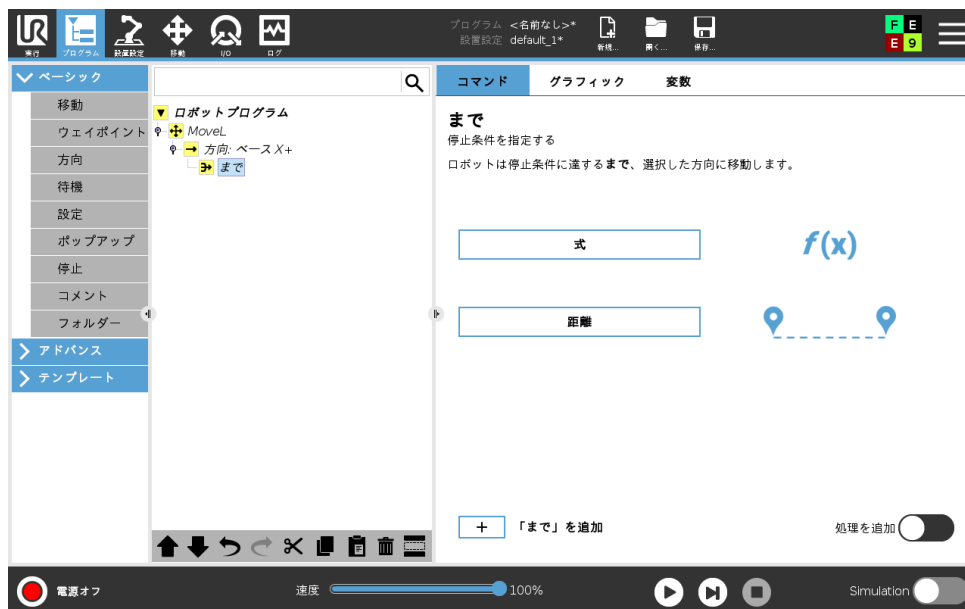 プログラム <名前なし>*
設置設定 default_1*
実行
プログラム
設置設定
移動
I/O
ログ
新規...
開く...
保存...
F E
E 9
ベーシック
移動
ウェイポイント
方向
待機
設定
ポップアップ
停止
コメント
フォルダー
アドバンス
テンプレート
ロボットプログラム
MoveL
方向: ベース X+
まで
コマンド
グラフィック
変数
まで
停止条件を指定する
ロボットは停止条件に達するまで、選択した方向に移動します。
式
f(x)
距離
+ 「まで」を追加
処理を追加
電源オフ
速度
100%
Simulation